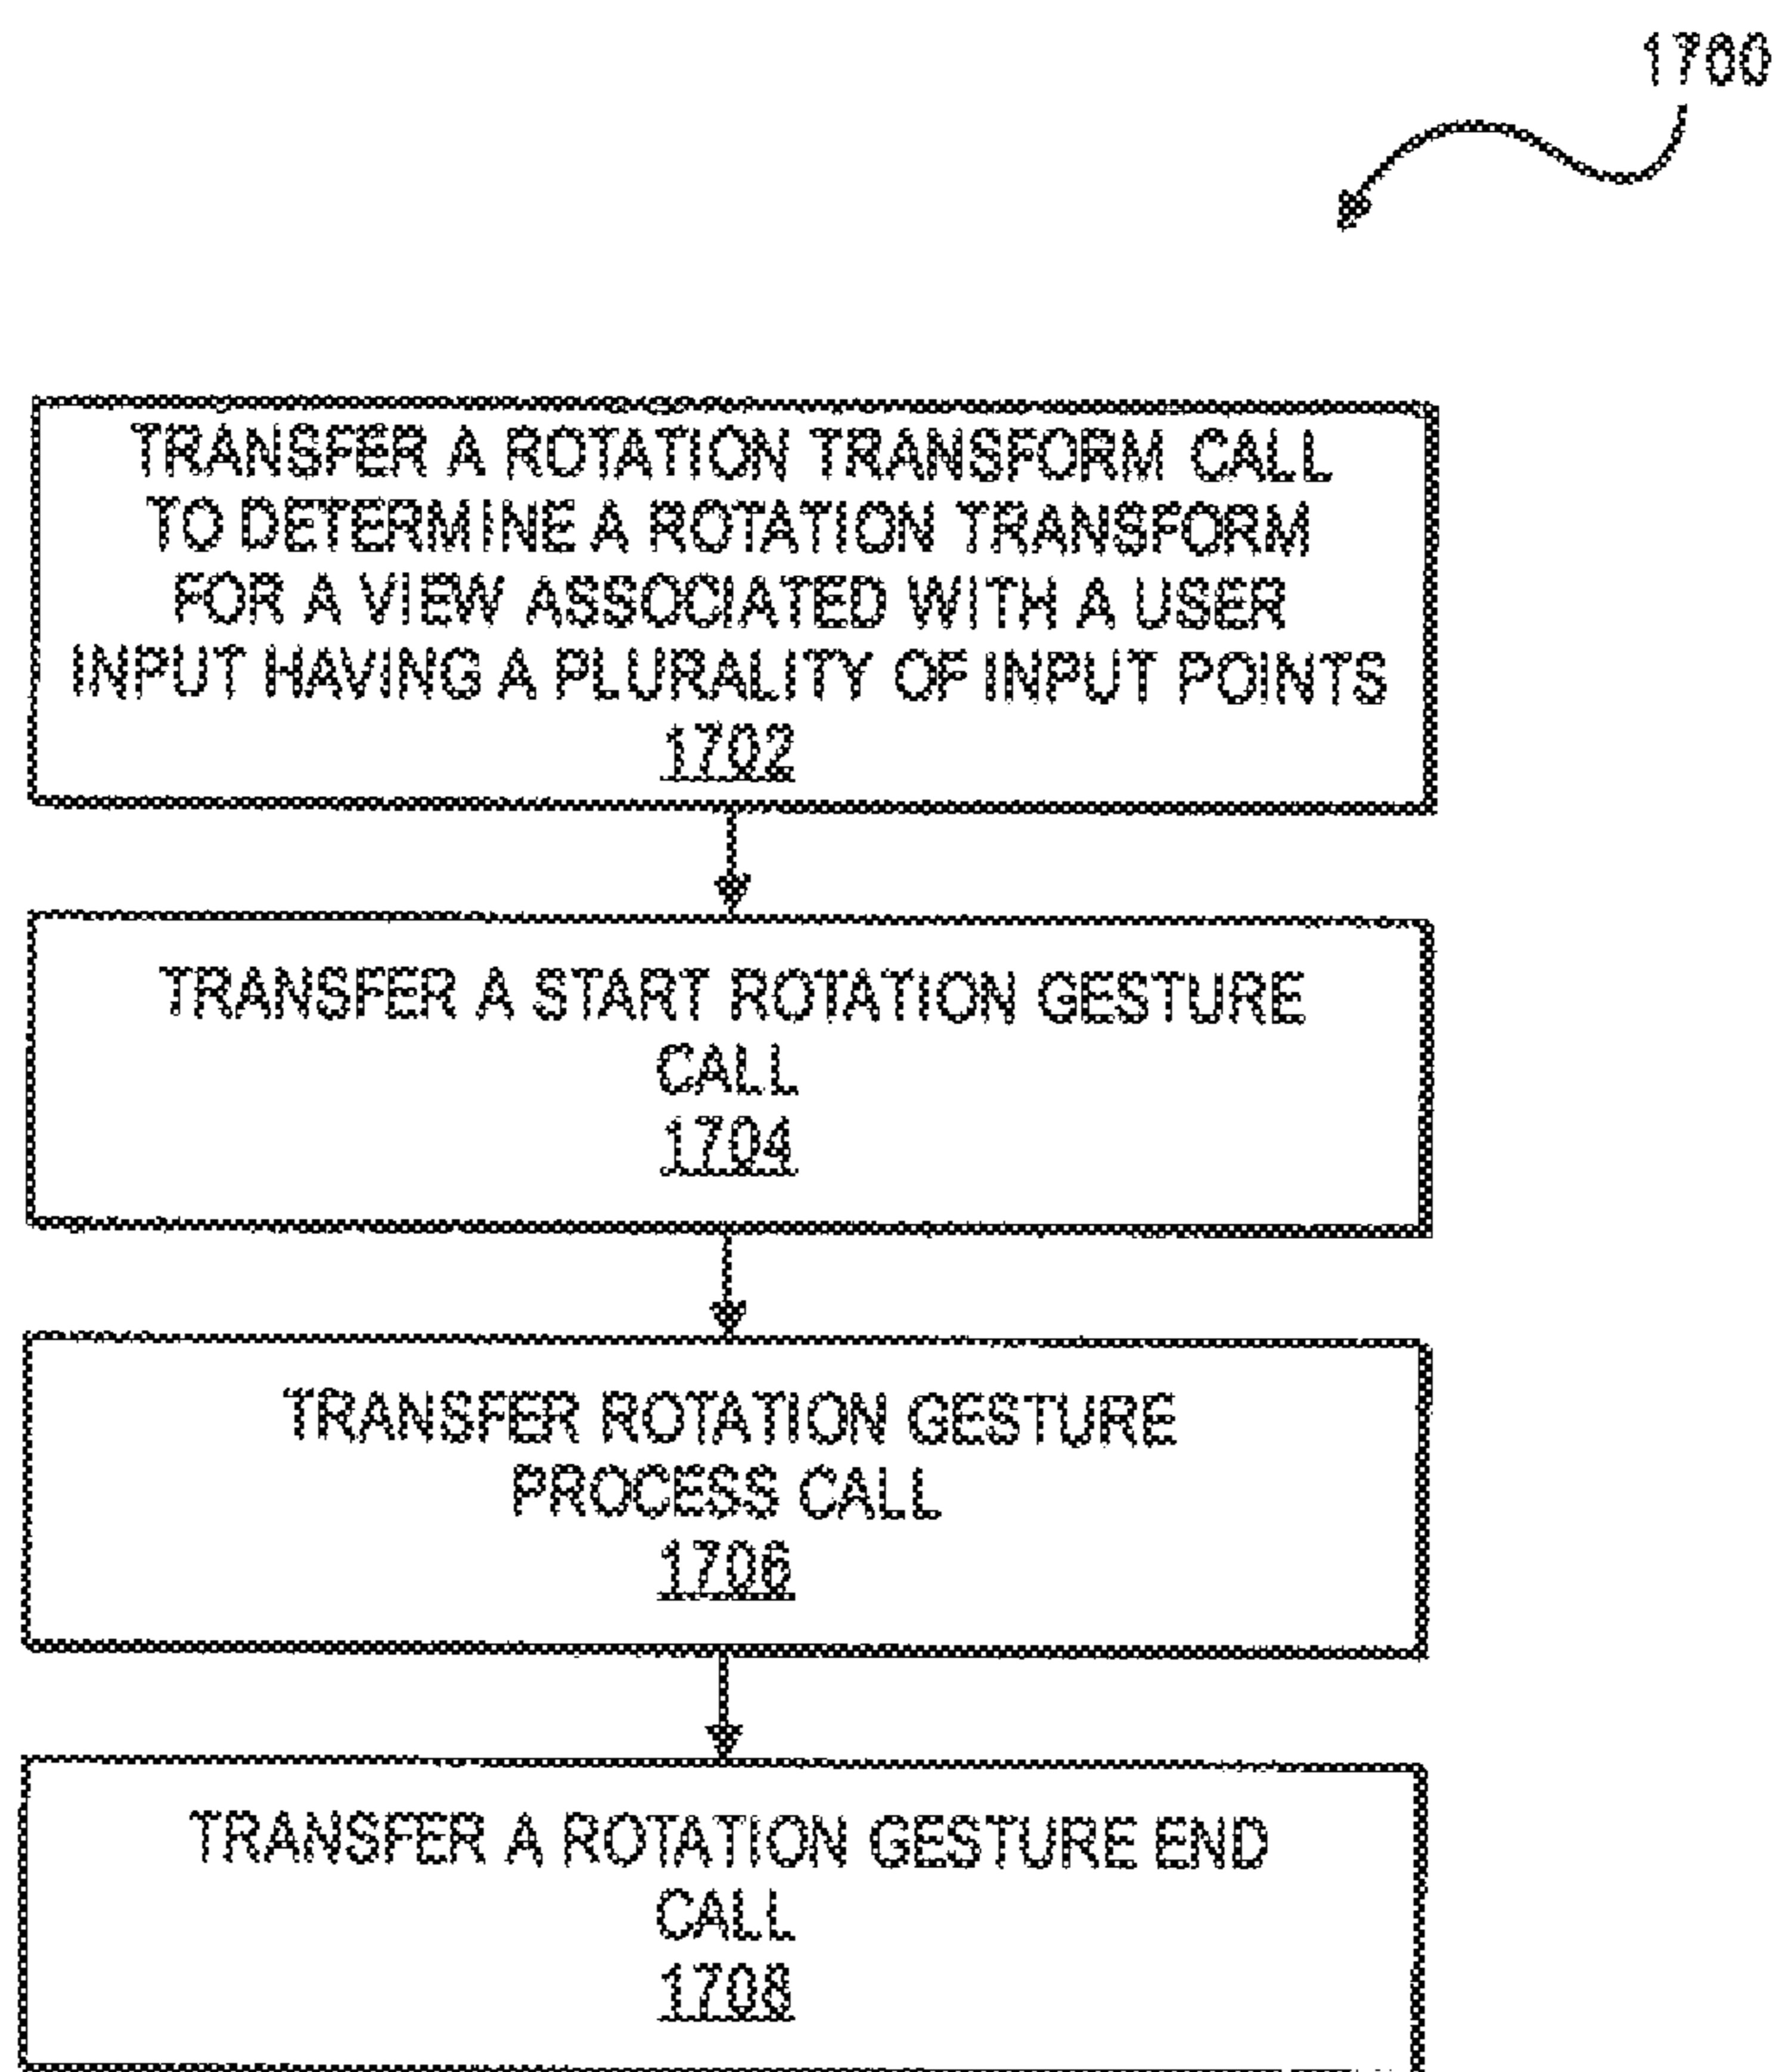 1700
TRANSFER A ROTATION TRANSFORM CALL
TO DETERMINE A ROTATION TRANSFORM
FOR A VIEW ASSOCIATED WITH A USER
INPUT HAVING A PLURALITY OF INPUT POINTS
1702
TRANSFER A START ROTATION GESTURE
CALL
1704
TRANSFER ROTATION GESTURE
PROCESS CALL
1706
TRANSFER A ROTATION GESTURE END
CALL
1708